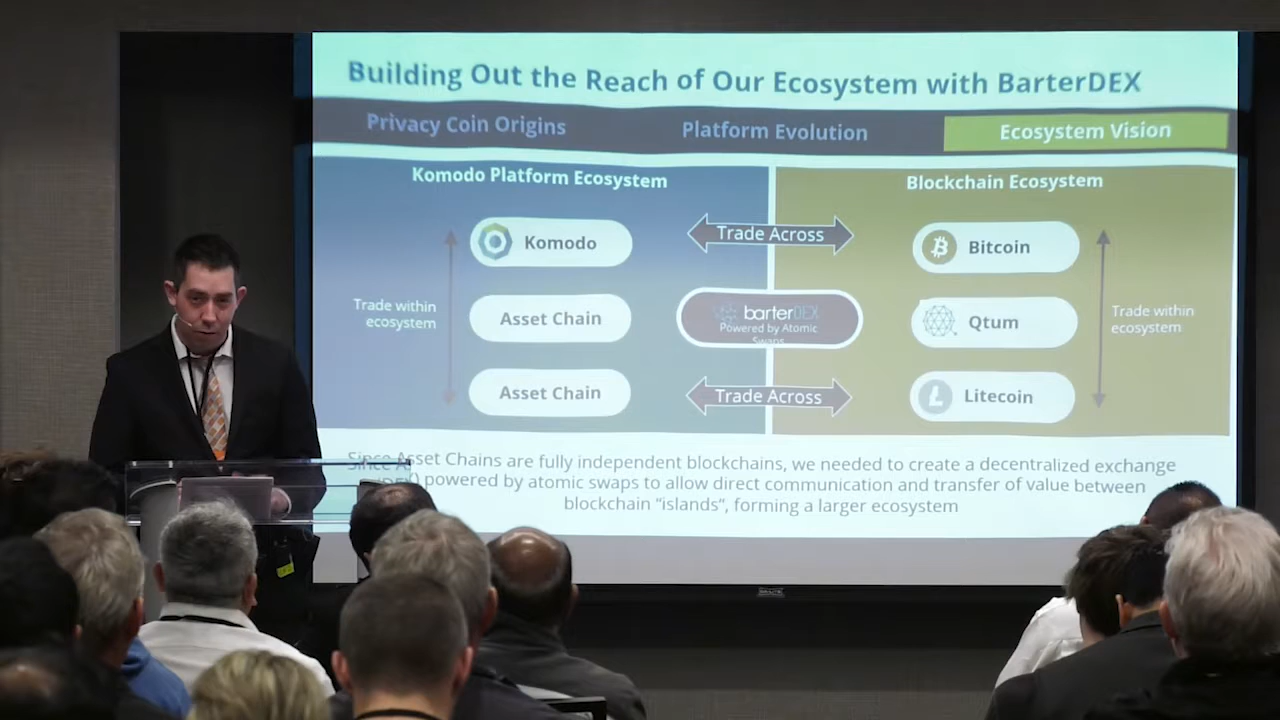 Building Out the Reach of Our Ecosystem with BarterDEX
Privacy Coin Origins
Platform Evolution
Ecosystem Vision
Komodo Platform Ecosystem
Blockchain Ecosystem
Komodo
Trade Across
Bitcoin
Trade within
ecosystem
Asset Chain
barterDEX
Powered by Atomic
Swaps
Qtum
Trade within
ecosystem
Asset Chain
Trade Across
Litecoin
Since Asset Chains are fully independent blockchains, we needed to create a decentralized exchange
powered by atomic swaps to allow direct communication and transfer of value between
blockchain “islands”, forming a larger ecosystem